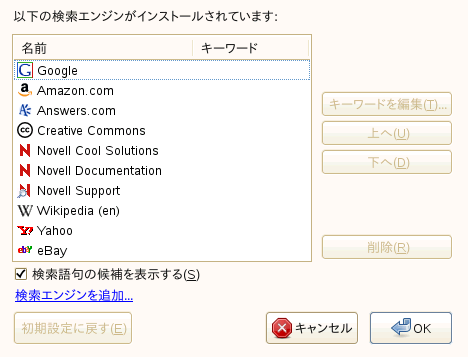 以下の検索エンジンがインストールされています:
名前 キーワード
Google
Amazon.com
Answers.com
Creative Commons
Novell Cool Solutions
Novell Documentation
Novell Support
Wikipedia (en)
Yahoo
eBay
キーワードを編集(T)...
上へ(U)
下へ(D)
削除(R)
検索語句の候補を表示する(S)
検索エンジンを追加...
初期設定に戻す(E)
キャンセル
OK